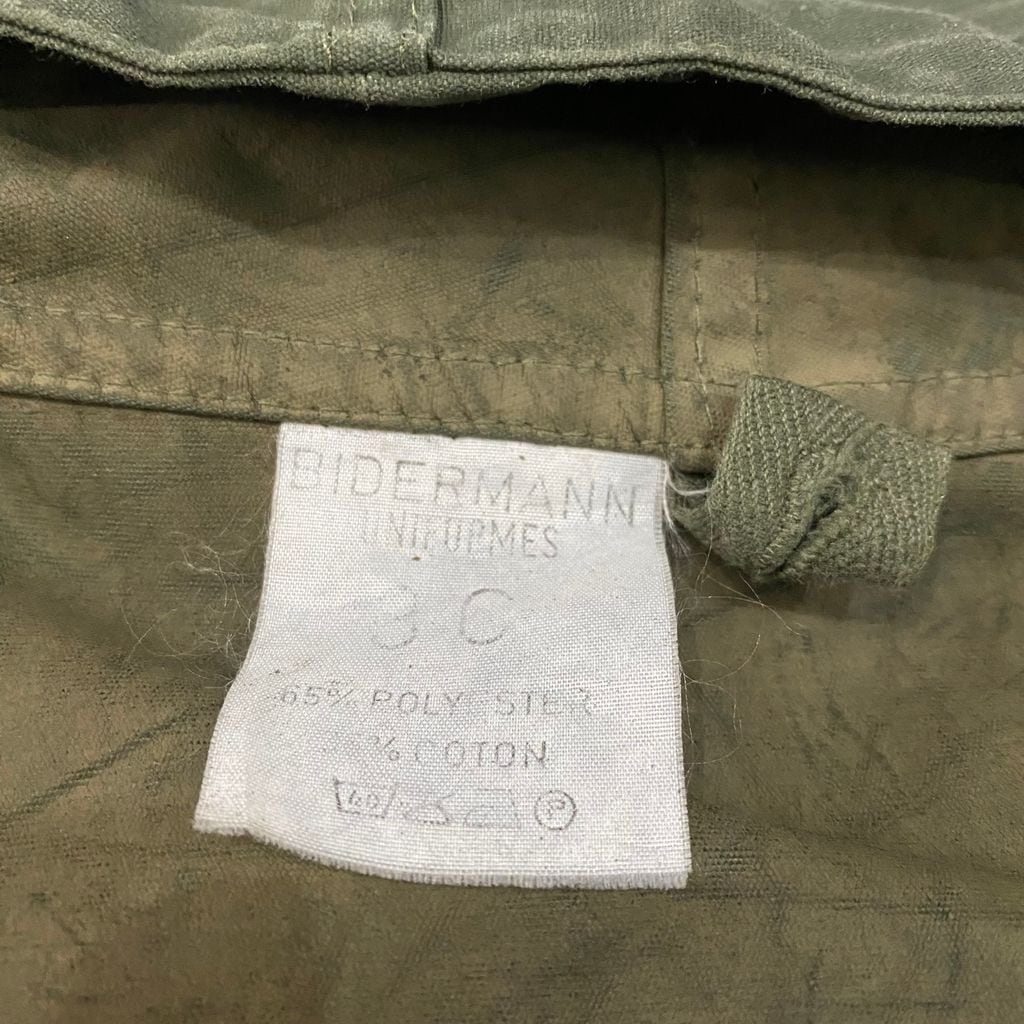 BIDERMANN
UNIFORMES
3 C
65% POLYESTER
% COTON
40
P